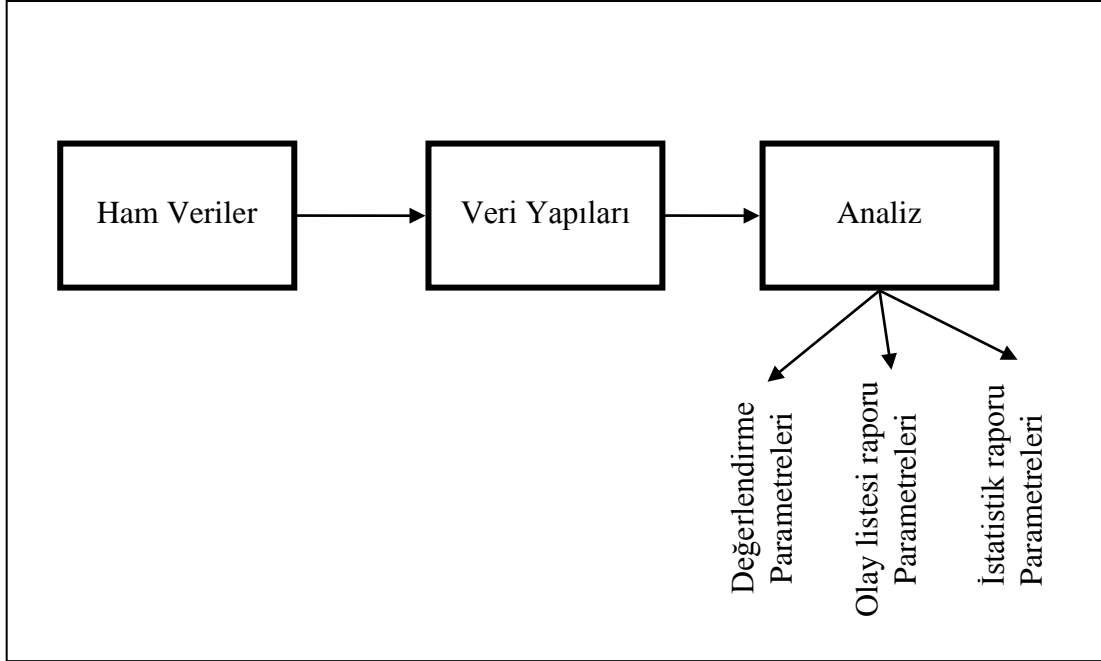 Ham Veriler
Veri Yapıları
Analiz
Değerlendirme
Parametreleri
Olay listesi raporu
Parametreleri
İstatistik raporu
Parametreleri